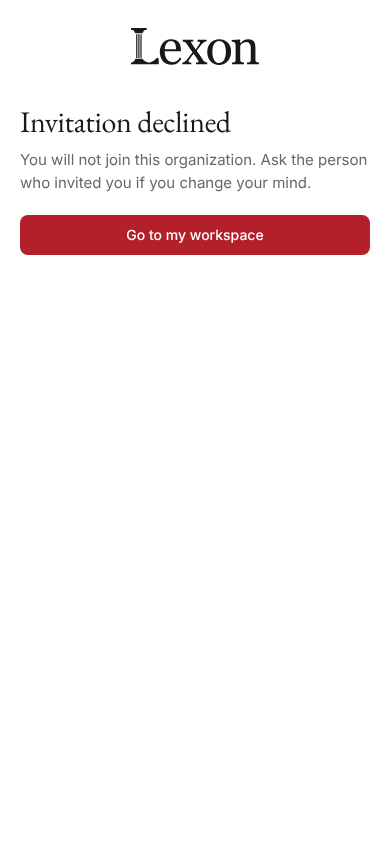 Lexon
Invitation declined
You will not join this organization. Ask the person
who invited you if you change your mind.
Go to my workspace